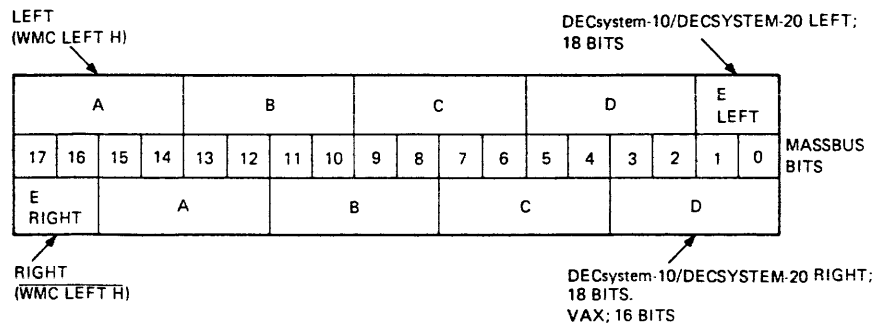 LEFT
(WMC LEFT H)
DECsystem-10/DECSYSTEM-20 LEFT;
18 BITS
A B C D E
LEFT
17 16 15 14 13 12 11 10 9 8 7 6 5 4 3 2 1 0 MASSBUS
BITS
E
RIGHT A B C D
RIGHT
(WMC LEFT H)
DECsystem-10/DECSYSTEM-20 RIGHT;
18 BITS.
VAX; 16 BITS